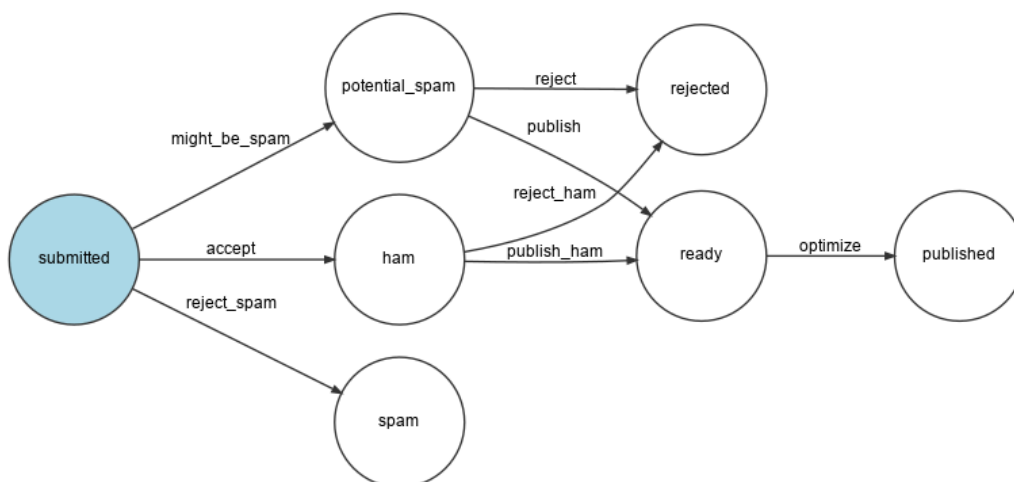 potential_spam
reject
rejected
might_be_spam
publish
reject_ham
submitted
accept
ham
publish_ham
ready
optimize
published
reject_spam
spam